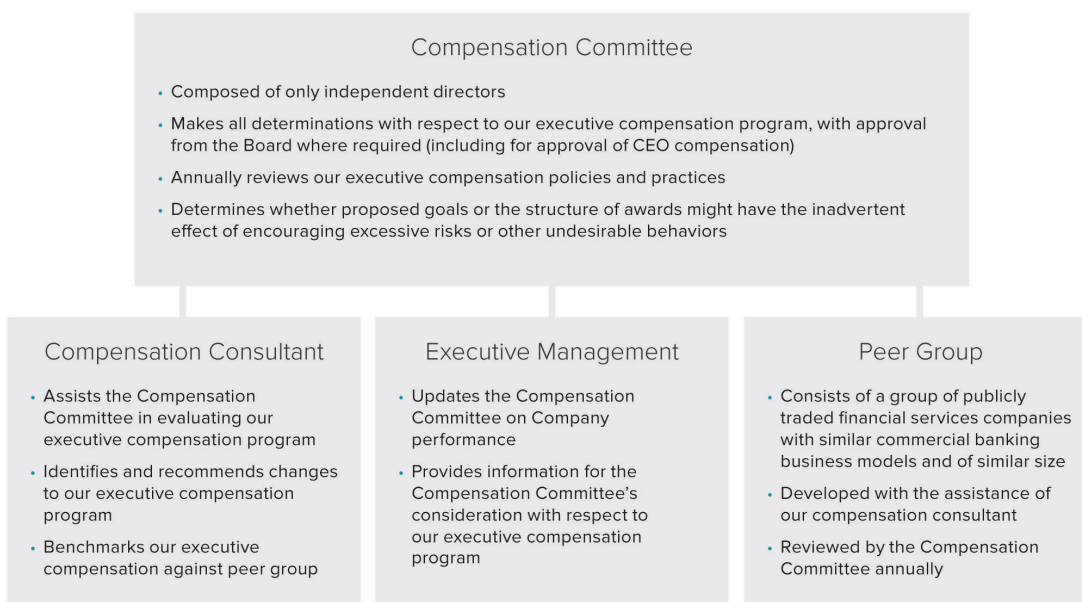 Compensation Committee
• Composed of only independent directors
• Makes all determinations with respect to our executive compensation program, with approval
from the Board where required (including for approval of CEO compensation)
• Annually reviews our executive compensation policies and practices
• Determines whether proposed goals or the structure of awards might have the inadvertent
effect of encouraging excessive risks or other undesirable behaviors
Compensation Consultant
• Assists the Compensation
Committee in evaluating our
executive compensation program
• Identifies and recommends changes
to our executive compensation
program
• Benchmarks our executive
compensation against peer group
Executive Management
• Updates the Compensation
Committee on Company
performance
• Provides information for the
Compensation Committee's
consideration with respect to
our executive compensation
program
Peer Group
• Consists of a group of publicly
traded financial services companies
with similar commercial banking
business models and of similar size
• Developed with the assistance of
our compensation consultant
• Reviewed by the Compensation
Committee annually